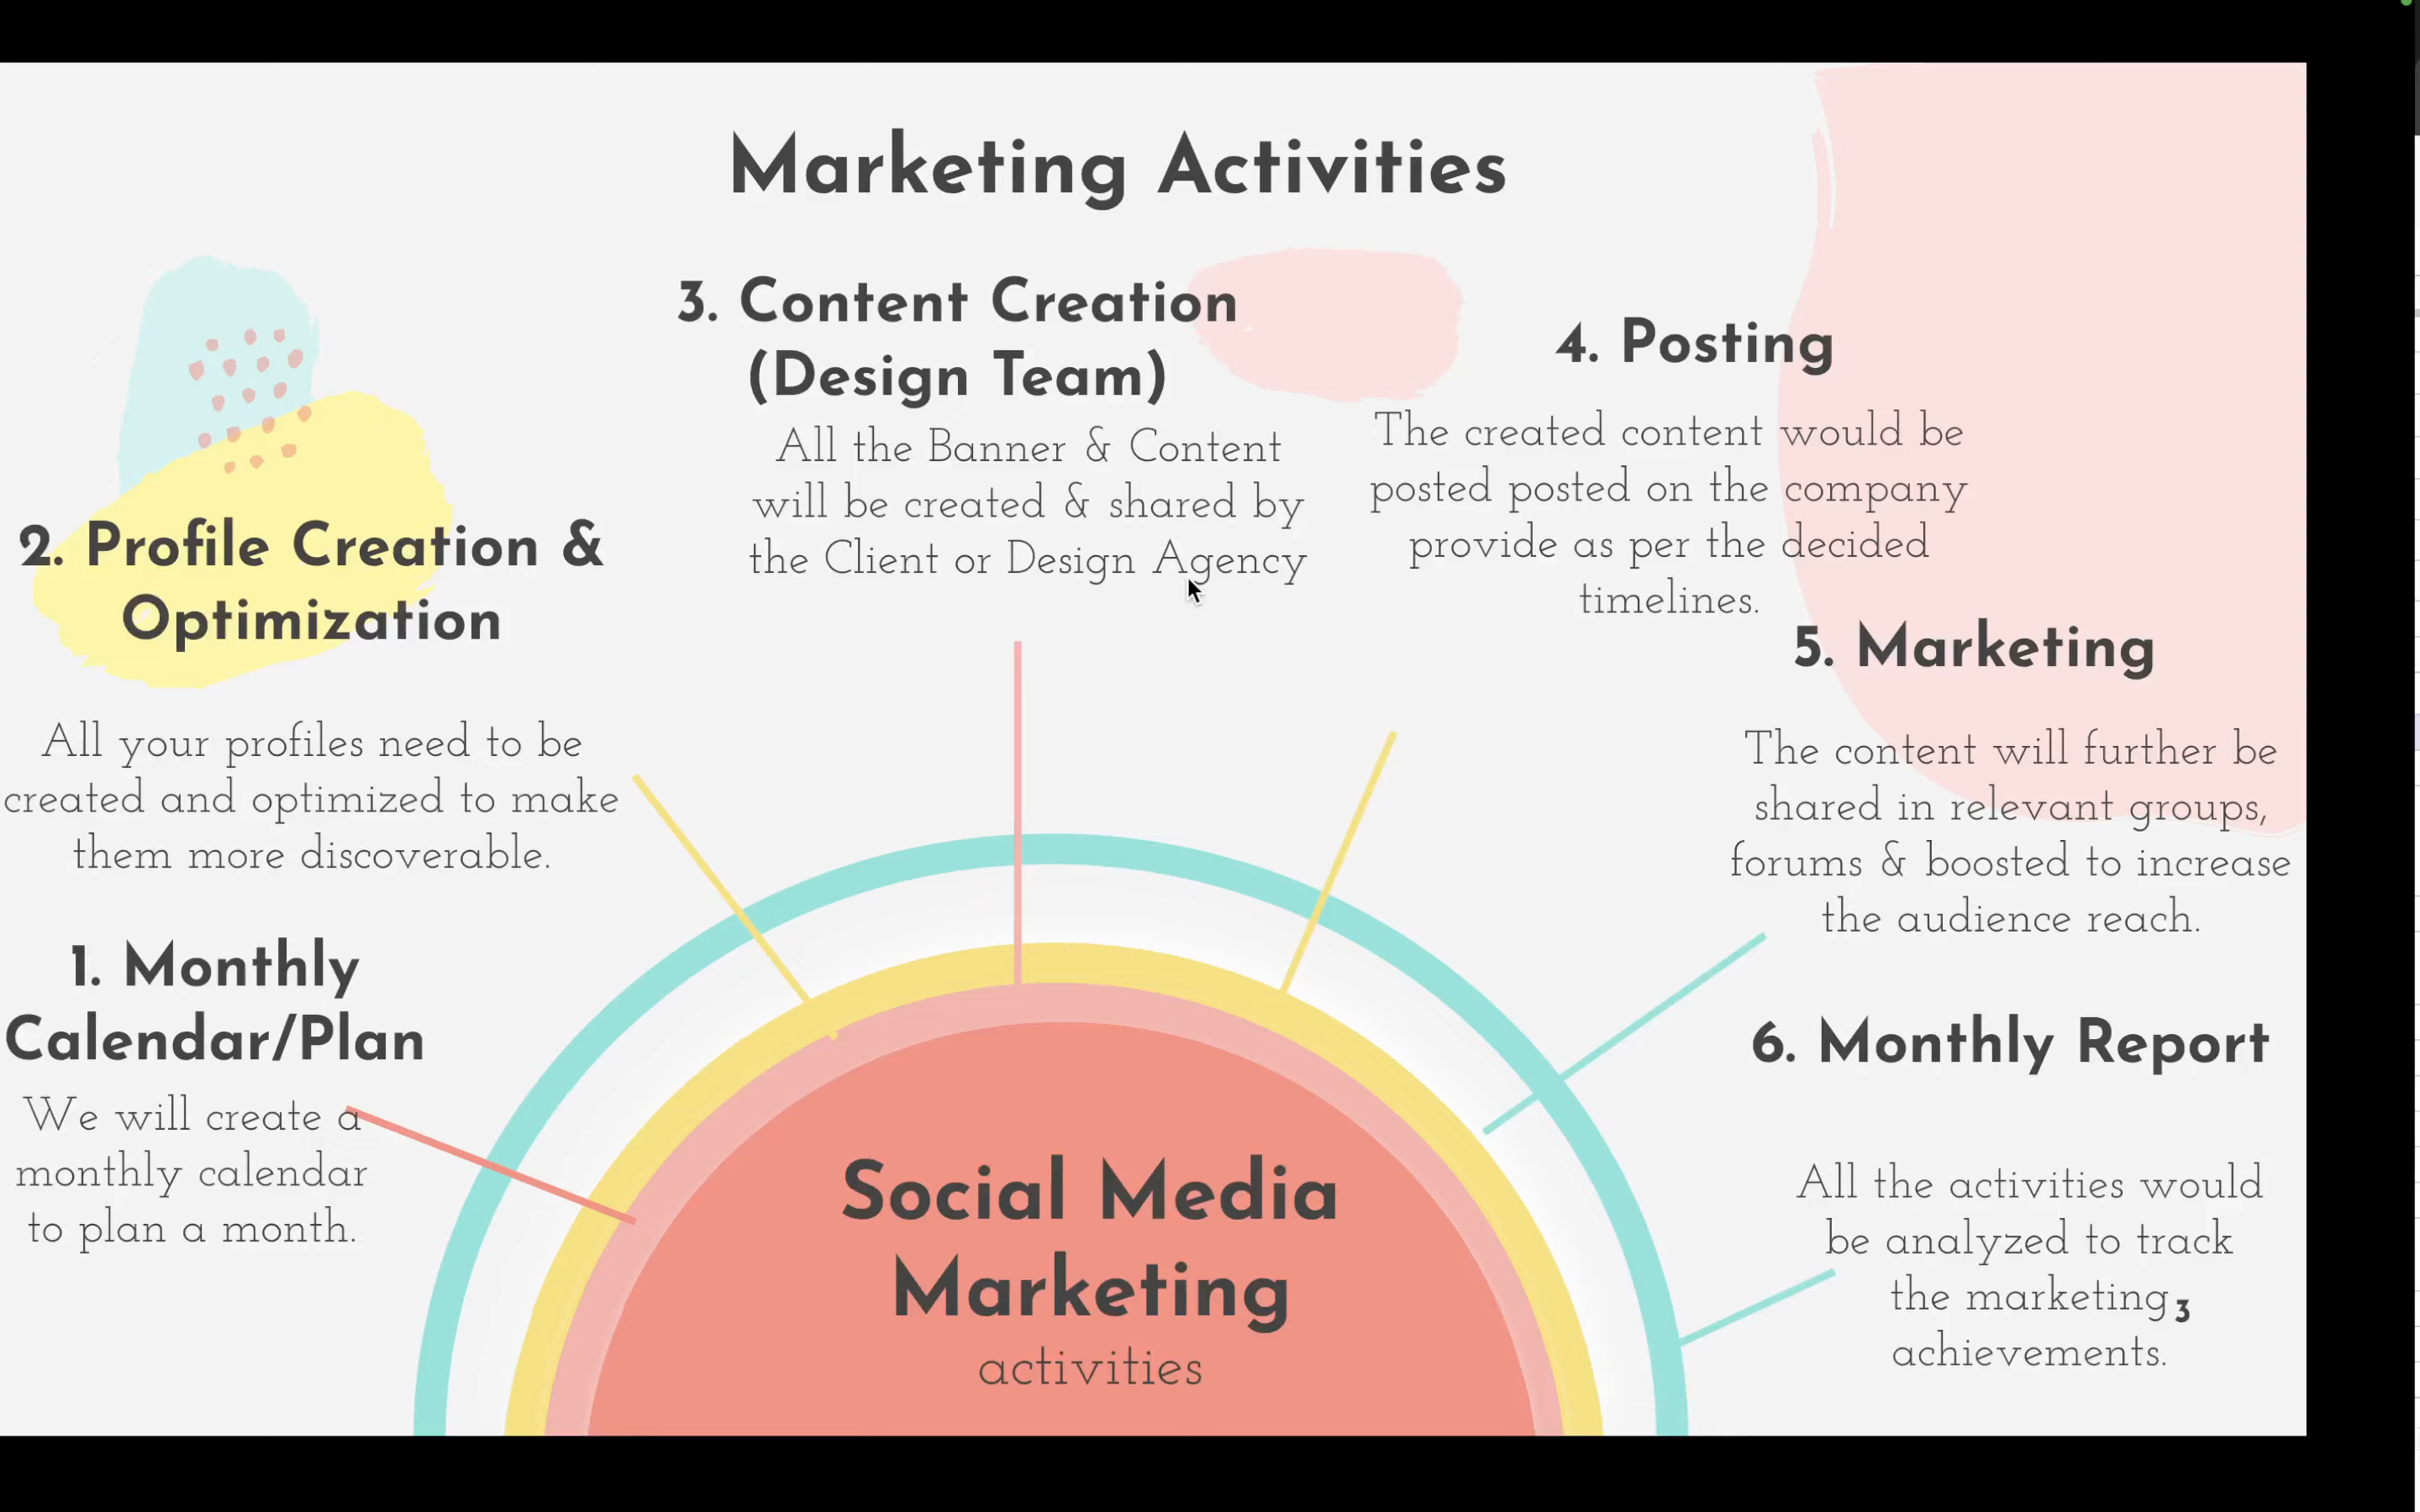 Marketing Activities
3. Content Creation
(Design Team)
All the Banner & Content
will be created & shared by
the Client or Design Agency
4. Posting
The created content would be
posted posted on the company
provide as per the decided
timelines.
2. Profile Creation &
Optimization
All your profiles need to be
created and optimized to make
them more discoverable.
5. Marketing
The content will further be
shared in relevant groups,
forums & boosted to increase
the audience reach.
1. Monthly
Calendar/Plan
We will create a
monthly calendar
to plan a month.
6. Monthly Report
All the activities would
be analyzed to track
the marketing
achievements.
3
Social Media
Marketing
activities